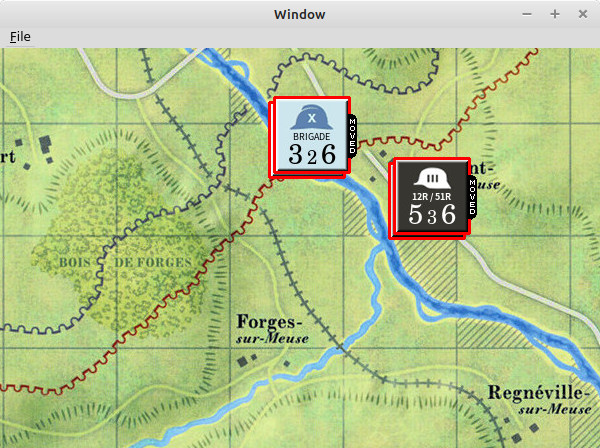 Window
File
X
BRIGADE
3 2 6
MOVED
rt
III
nt-
12R / 51R
euse
5 3 6
MOVED
BOIS DE FORGES
Forges-
sur-Meuse
Regnéville-
sur-Meuse